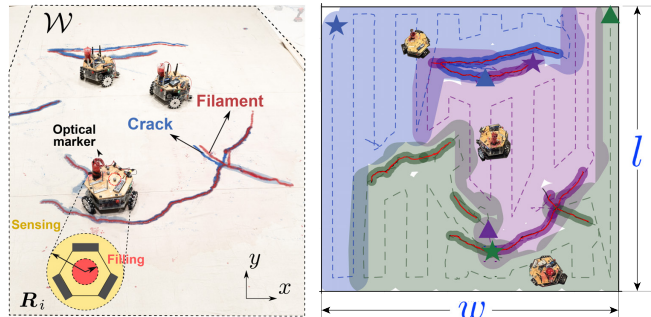 𝒲
Filament
Crack
Optical
marker
Sensing
Filling
R_i
y
x
l
w